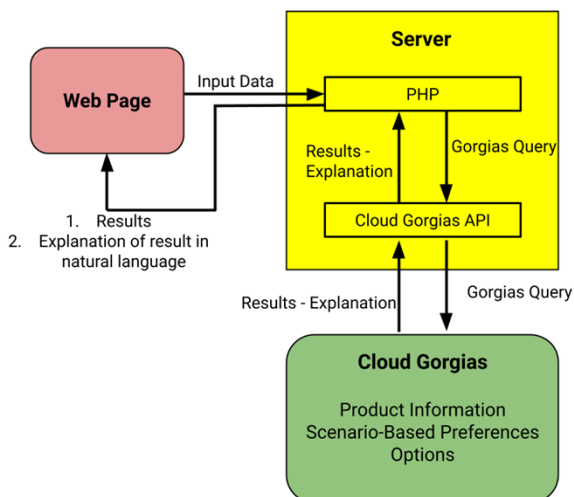 Server
Web Page
Input Data
PHP
Results -
Explanation
Gorgias Query
Cloud Gorgias API
1. Results
2. Explanation of result in
natural language
Results - Explanation
Gorgias Query
Cloud Gorgias
Product Information
Scenario-Based Preferences
Options